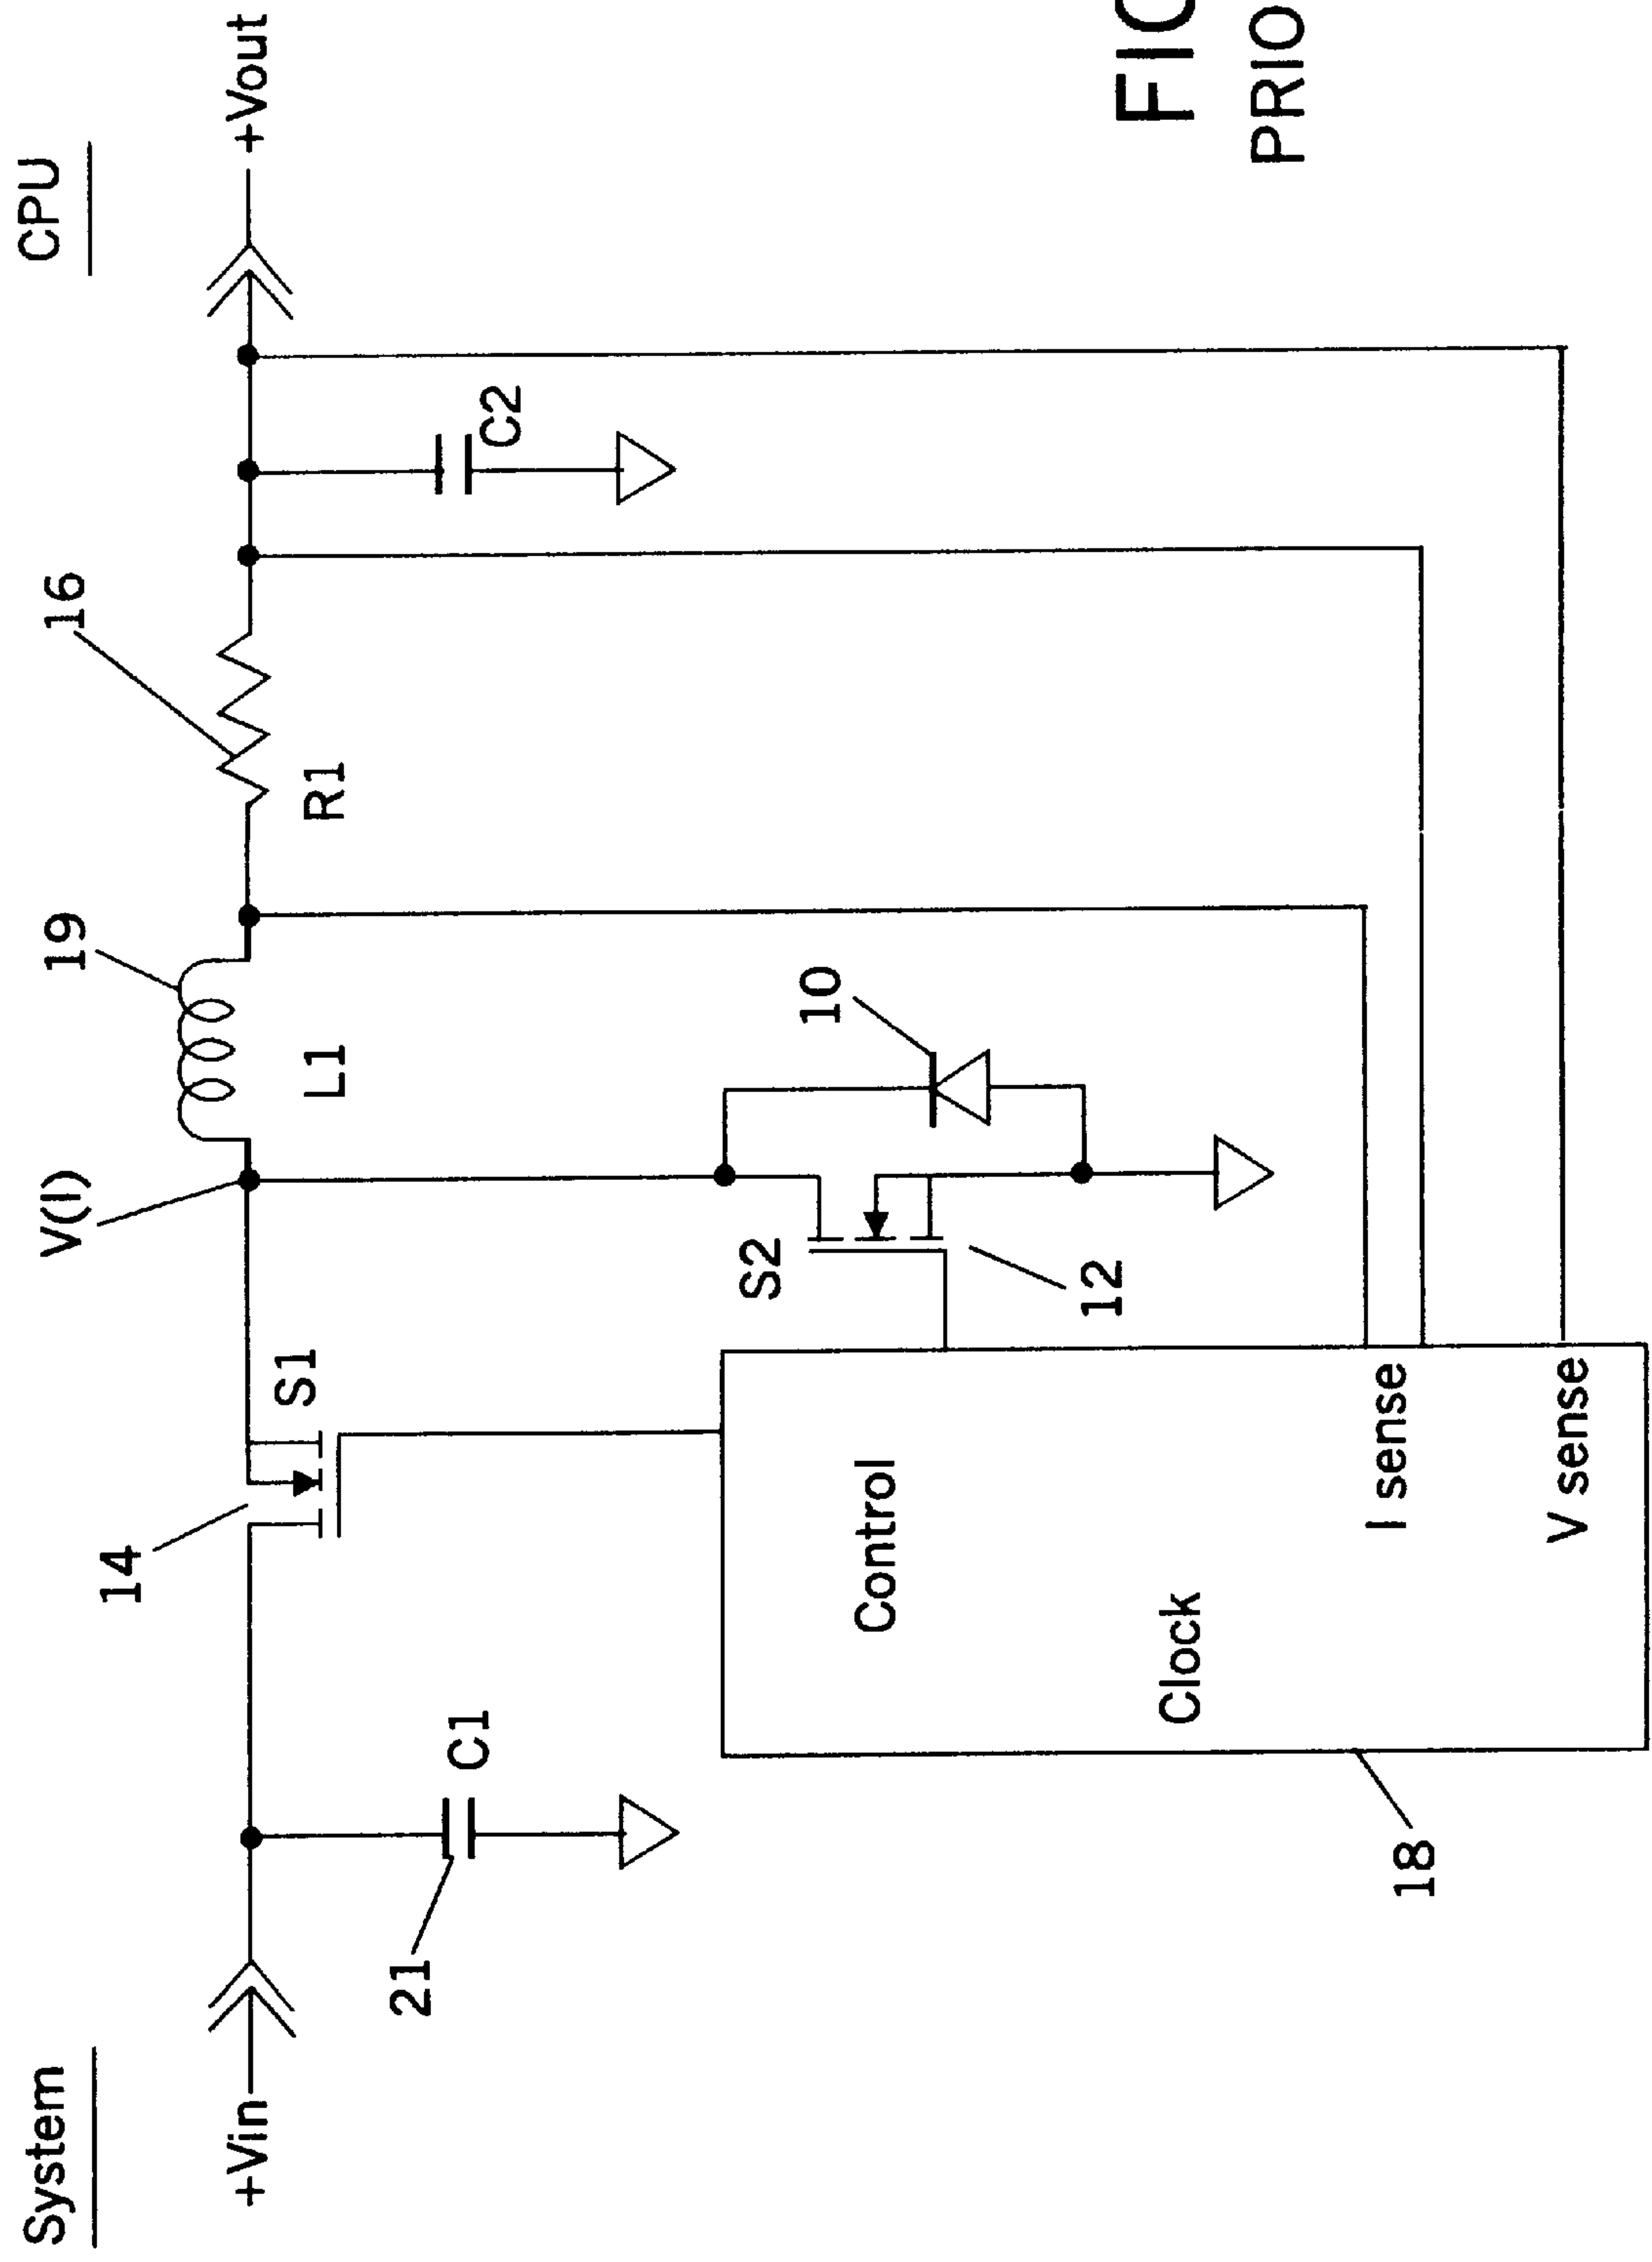 System
CPU
+Vin
+Vout
14
V(I)
19
16
S1
L1
R1
21
C1
C2
S2
10
12
Control
Clock
I sense
V sense
18
FIG
PRIO